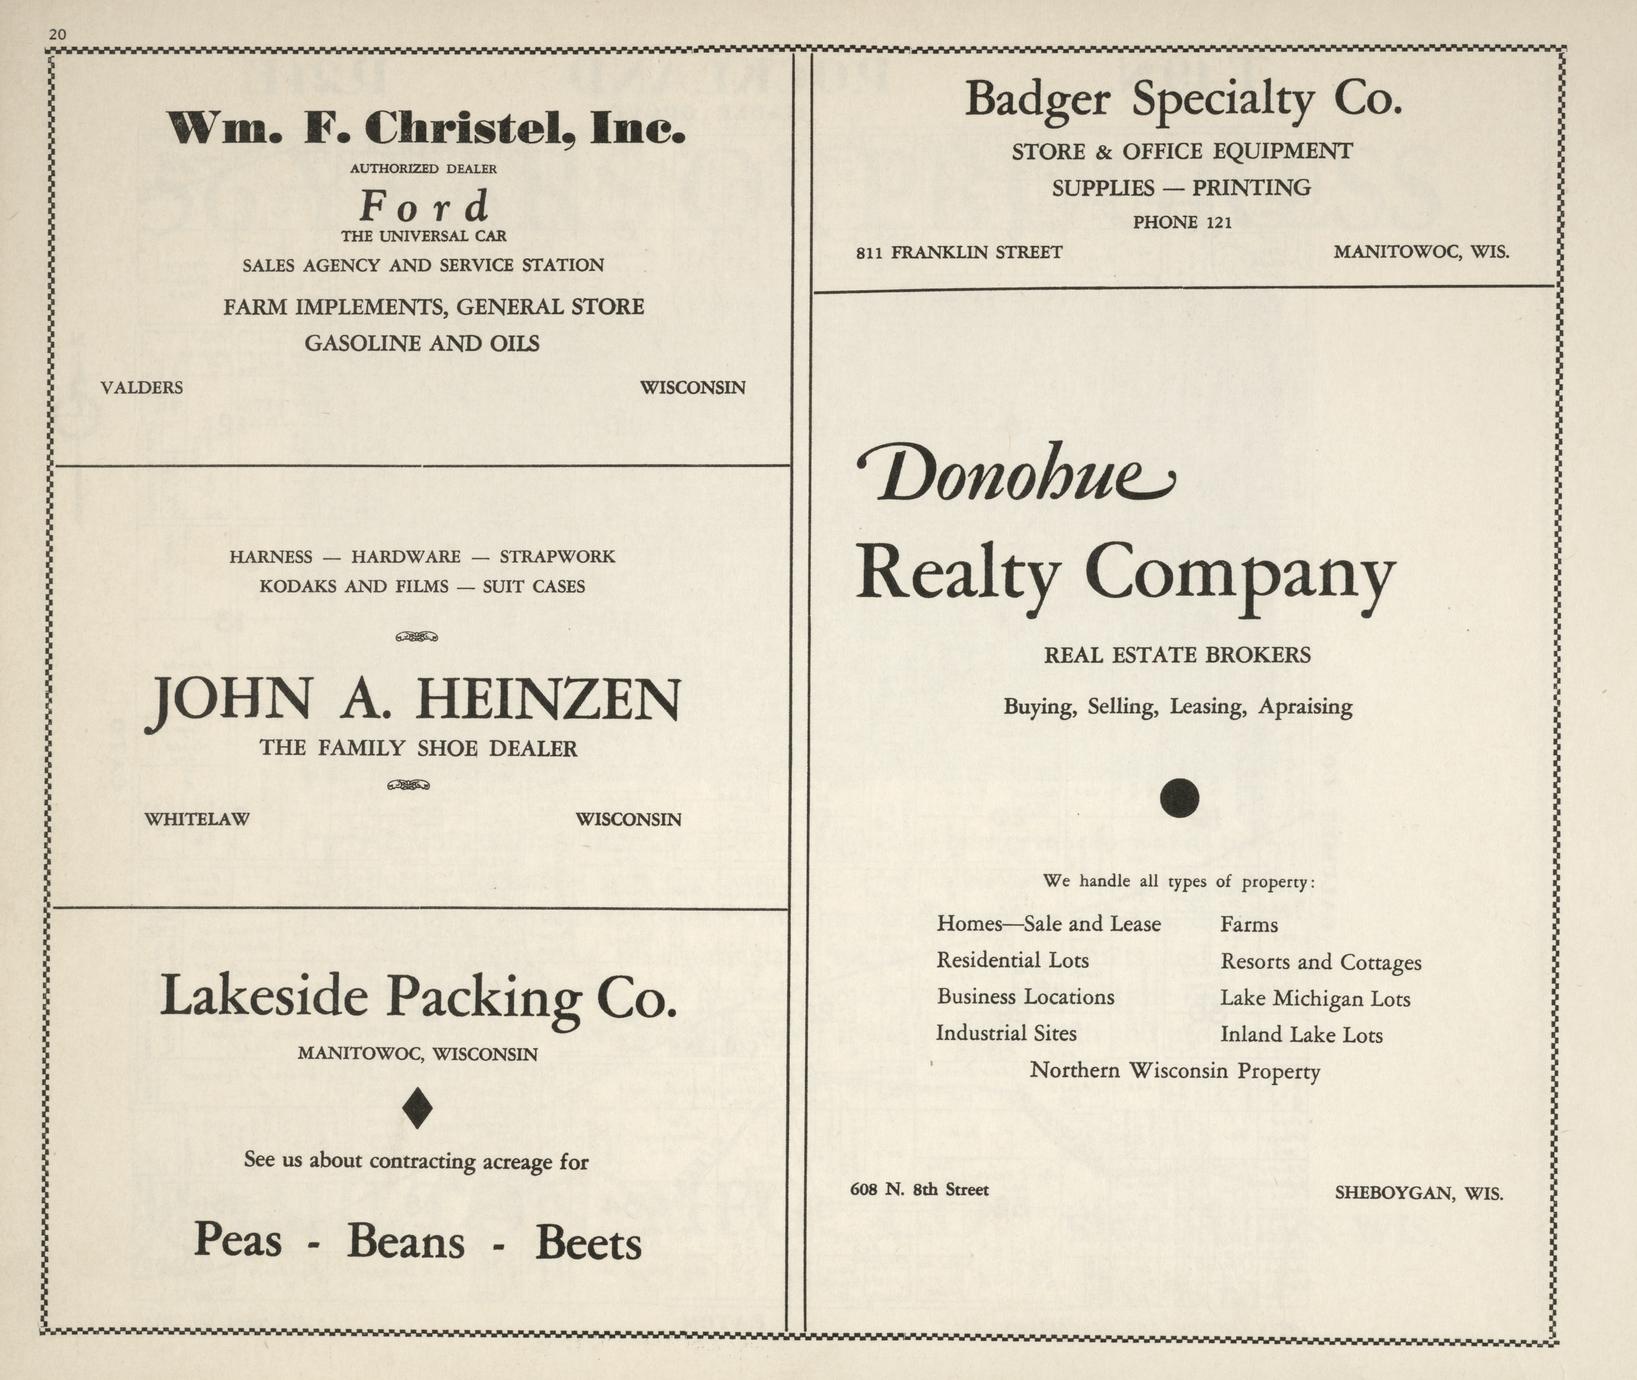 20
Wm. F. Christel, Inc.
AUTHORIZED DEALER
Ford
THE UNIVERSAL CAR
SALES AGENCY AND SERVICE STATION
FARM IMPLEMENTS, GENERAL STORE
GASOLINE AND OILS
VALDERS WISCONSIN
HARNESS — HARDWARE — STRAPWORK
KODAKS AND FILMS — SUIT CASES
JOHN A. HEINZEN
THE FAMILY SHOE DEALER
WHITELAW WISCONSIN
Lakeside Packing Co.
MANITOWOC, WISCONSIN
See us about contracting acreage for
Peas - Beans - Beets
Badger Specialty Co.
STORE & OFFICE EQUIPMENT
SUPPLIES — PRINTING
PHONE 121
811 FRANKLIN STREET MANITOWOC, WIS.
Donohue
Realty Company
REAL ESTATE BROKERS
Buying, Selling, Leasing, Apraising
We handle all types of property:
Homes—Sale and Lease Farms
Residential Lots Resorts and Cottages
Business Locations Lake Michigan Lots
Industrial Sites Inland Lake Lots
Northern Wisconsin Property
608 N. 8th Street SHEBOYGAN, WIS.